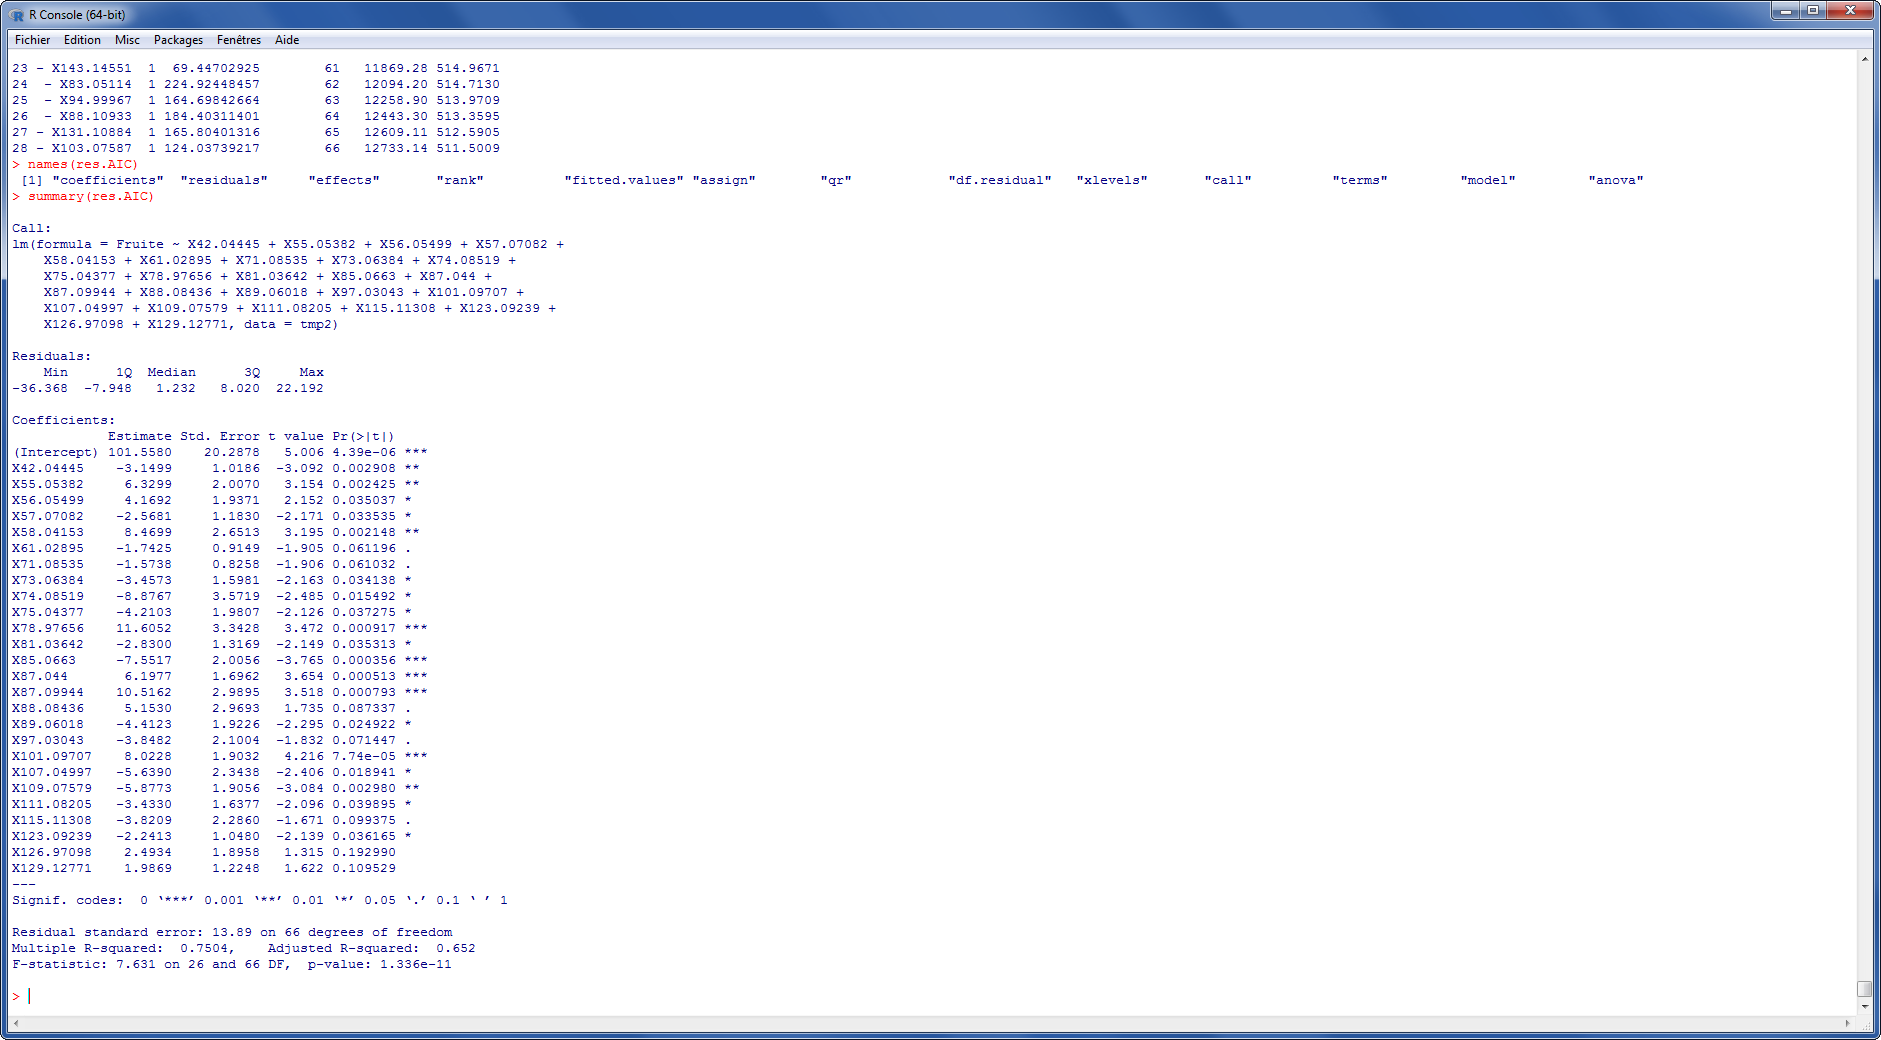 R Console (64-bit)
Fichier Edition Misc Packages Fenêtres Aide
23 - X143.14551  1  69.44702925        61   11869.28 514.9671
24  - X83.05114  1 224.92448457        62   12094.20 514.7130
25  - X94.99967  1 164.69842664        63   12258.90 513.9709
26  - X88.10933  1 184.40311401        64   12443.30 513.3595
27 - X131.10884  1 165.80401316        65   12609.11 512.5905
28 - X103.07587  1 124.03739217        66   12733.14 511.5009
> names(res.AIC)
 [1] "coefficients"  "residuals"     "effects"       "rank"          "fitted.values" "assign"        "qr"            "df.residual"   "xlevels"       "call"          "terms"         "model"         "anova"
> summary(res.AIC)
Call:
lm(formula = Fruite ~ X42.04445 + X55.05382 + X56.05499 + X57.07082 +
    X58.04153 + X61.02895 + X71.08535 + X73.06384 + X74.08519 +
    X75.04377 + X78.97656 + X81.03642 + X85.0663 + X87.044 +
    X87.09944 + X88.08436 + X89.06018 + X97.03043 + X101.09707 +
    X107.04997 + X109.07579 + X111.08205 + X115.11308 + X123.09239 +
    X126.97098 + X129.12771, data = tmp2)
Residuals:
    Min      1Q  Median      3Q     Max
-36.368  -7.948   1.232   8.020  22.192
Coefficients:
            Estimate Std. Error t value Pr(>|t|)
(Intercept) 101.5580    20.2878   5.006 4.39e-06 ***
X42.04445    -3.1499     1.0186  -3.092 0.002908 **
X55.05382     6.3299     2.0070   3.154 0.002425 **
X56.05499     4.1692     1.9371   2.152 0.035037 *
X57.07082    -2.5681     1.1830  -2.171 0.033535 *
X58.04153     8.4699     2.6513   3.195 0.002148 **
X61.02895    -1.7425     0.9149  -1.905 0.061196 .
X71.08535    -1.5738     0.8258  -1.906 0.061032 .
X73.06384    -3.4573     1.5981  -2.163 0.034138 *
X74.08519    -8.8767     3.5719  -2.485 0.015492 *
X75.04377    -4.2103     1.9807  -2.126 0.037275 *
X78.97656    11.6052     3.3428   3.472 0.000917 ***
X81.03642    -2.8300     1.3169  -2.149 0.035313 *
X85.0663     -7.5517     2.0056  -3.765 0.000356 ***
X87.044       6.1977     1.6962   3.654 0.000513 ***
X87.09944    10.5162     2.9895   3.518 0.000793 ***
X88.08436     5.1530     2.9693   1.735 0.087337 .
X89.06018    -4.4123     1.9226  -2.295 0.024922 *
X97.03043    -3.8482     2.1004  -1.832 0.071447 .
X101.09707    8.0228     1.9032   4.216 7.74e-05 ***
X107.04997   -5.6390     2.3438  -2.406 0.018941 *
X109.07579   -5.8773     1.9056  -3.084 0.002980 **
X111.08205   -3.4330     1.6377  -2.096 0.039895 *
X115.11308   -3.8209     2.2860  -1.671 0.099375 .
X123.09239   -2.2413     1.0480  -2.139 0.036165 *
X126.97098    2.4934     1.8958   1.315 0.192990
X129.12771    1.9869     1.2248   1.622 0.109529
---
Signif. codes:  0 ‘***’ 0.001 ‘**’ 0.01 ‘*’ 0.05 ‘.’ 0.1 ‘ ’ 1
Residual standard error: 13.89 on 66 degrees of freedom
Multiple R-squared:  0.7504,    Adjusted R-squared:  0.652
F-statistic: 7.631 on 26 and 66 DF,  p-value: 1.336e-11
>